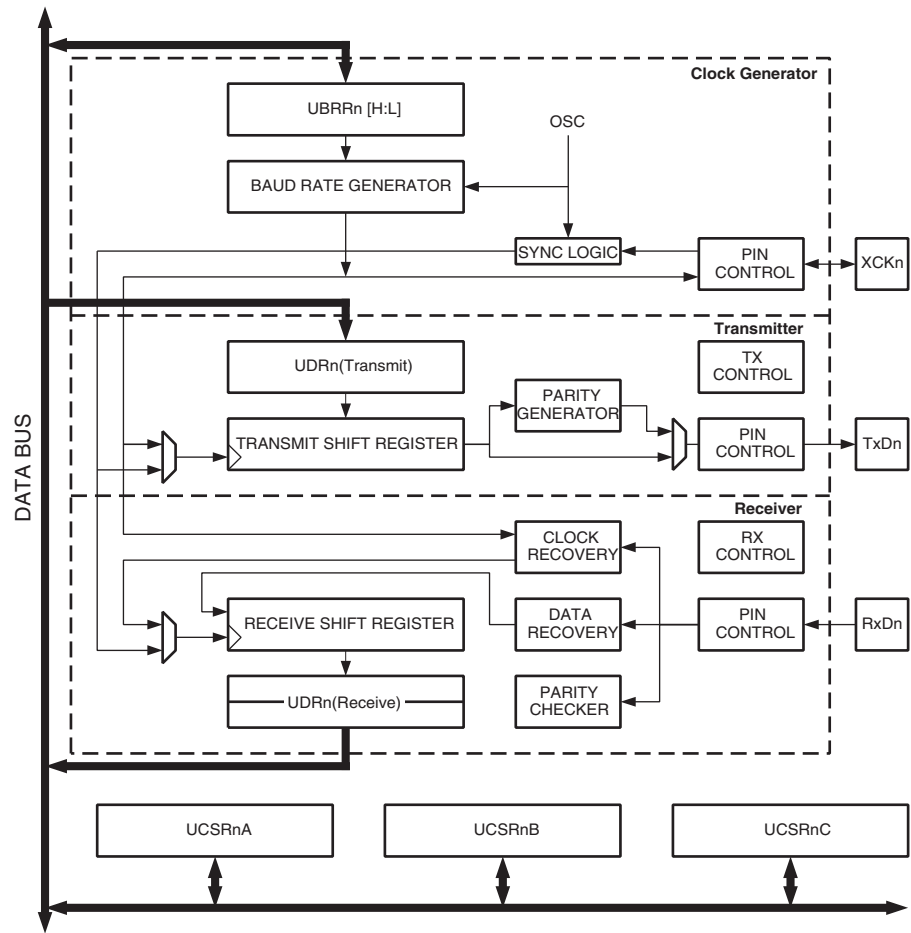 Clock Generator
UBRRn [H:L]
OSC
BAUD RATE GENERATOR
SYNC LOGIC
PIN
CONTROL
XCKn
DATA BUS
Transmitter
UDRn(Transmit)
TX
CONTROL
PARITY
GENERATOR
TRANSMIT SHIFT REGISTER
PIN
CONTROL
TxDn
Receiver
CLOCK
RECOVERY
RX
CONTROL
RECEIVE SHIFT REGISTER
DATA
RECOVERY
PIN
CONTROL
RxDn
UDRn(Receive)
PARITY
CHECKER
UCSRnA
UCSRnB
UCSRnC